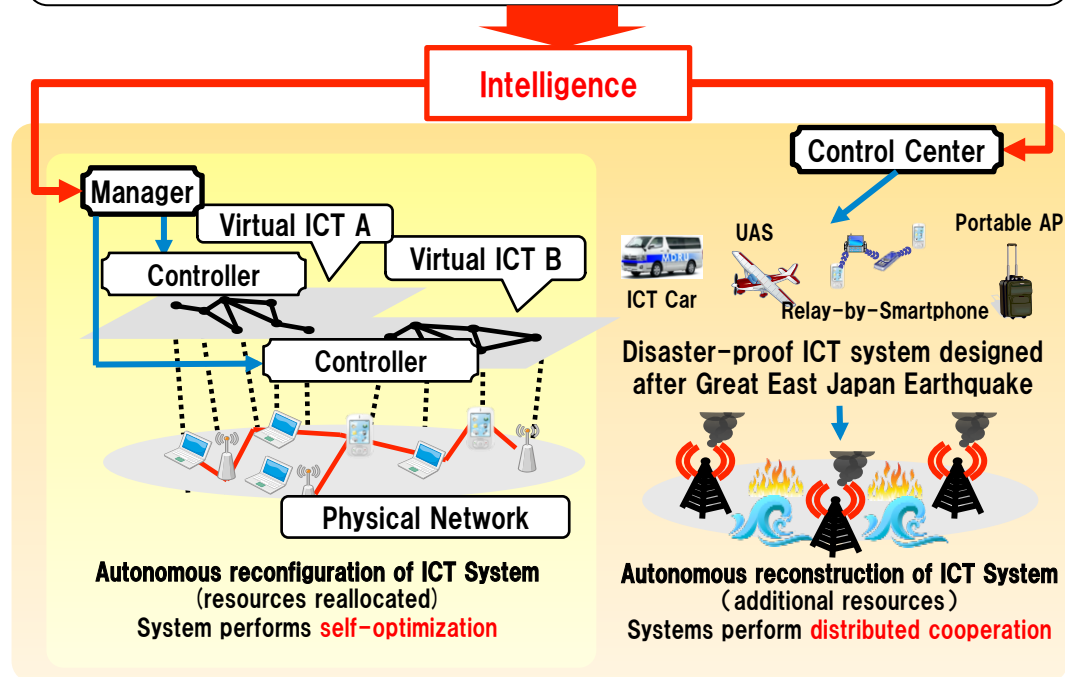 Intelligence
Control Center
Manager
Virtual ICT A
Virtual ICT B
Controller
Controller
Physical Network
Autonomous reconfiguration of ICT System
(resources reallocated)
System performs self-optimization
UAS
Portable AP
MDRU
ICT Car
Relay-by-Smartphone
Disaster-proof ICT system designed
after Great East Japan Earthquake
Autonomous reconstruction of ICT System
(additional resources)
Systems perform distributed cooperation